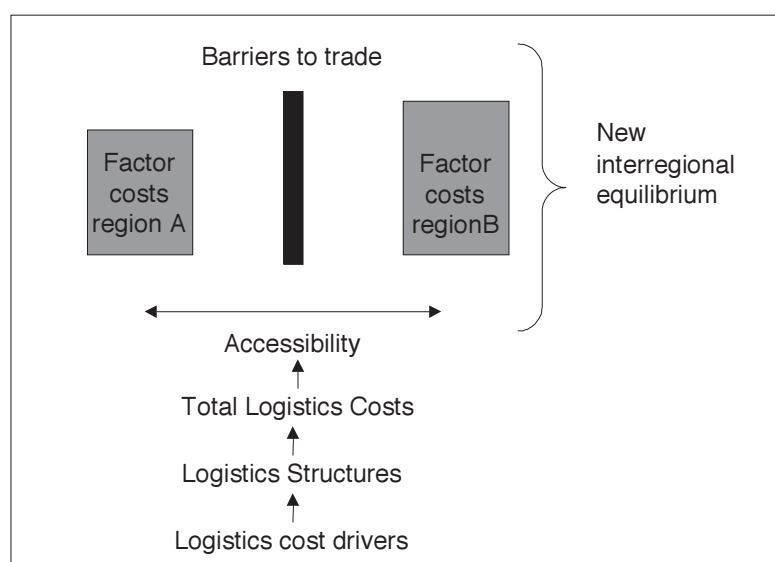 Barriers to trade
Factor
costs
region A
Factor
costs
regionB
New
interregional
equilibrium
Accessibility
Total Logistics Costs
Logistics Structures
Logistics cost drivers